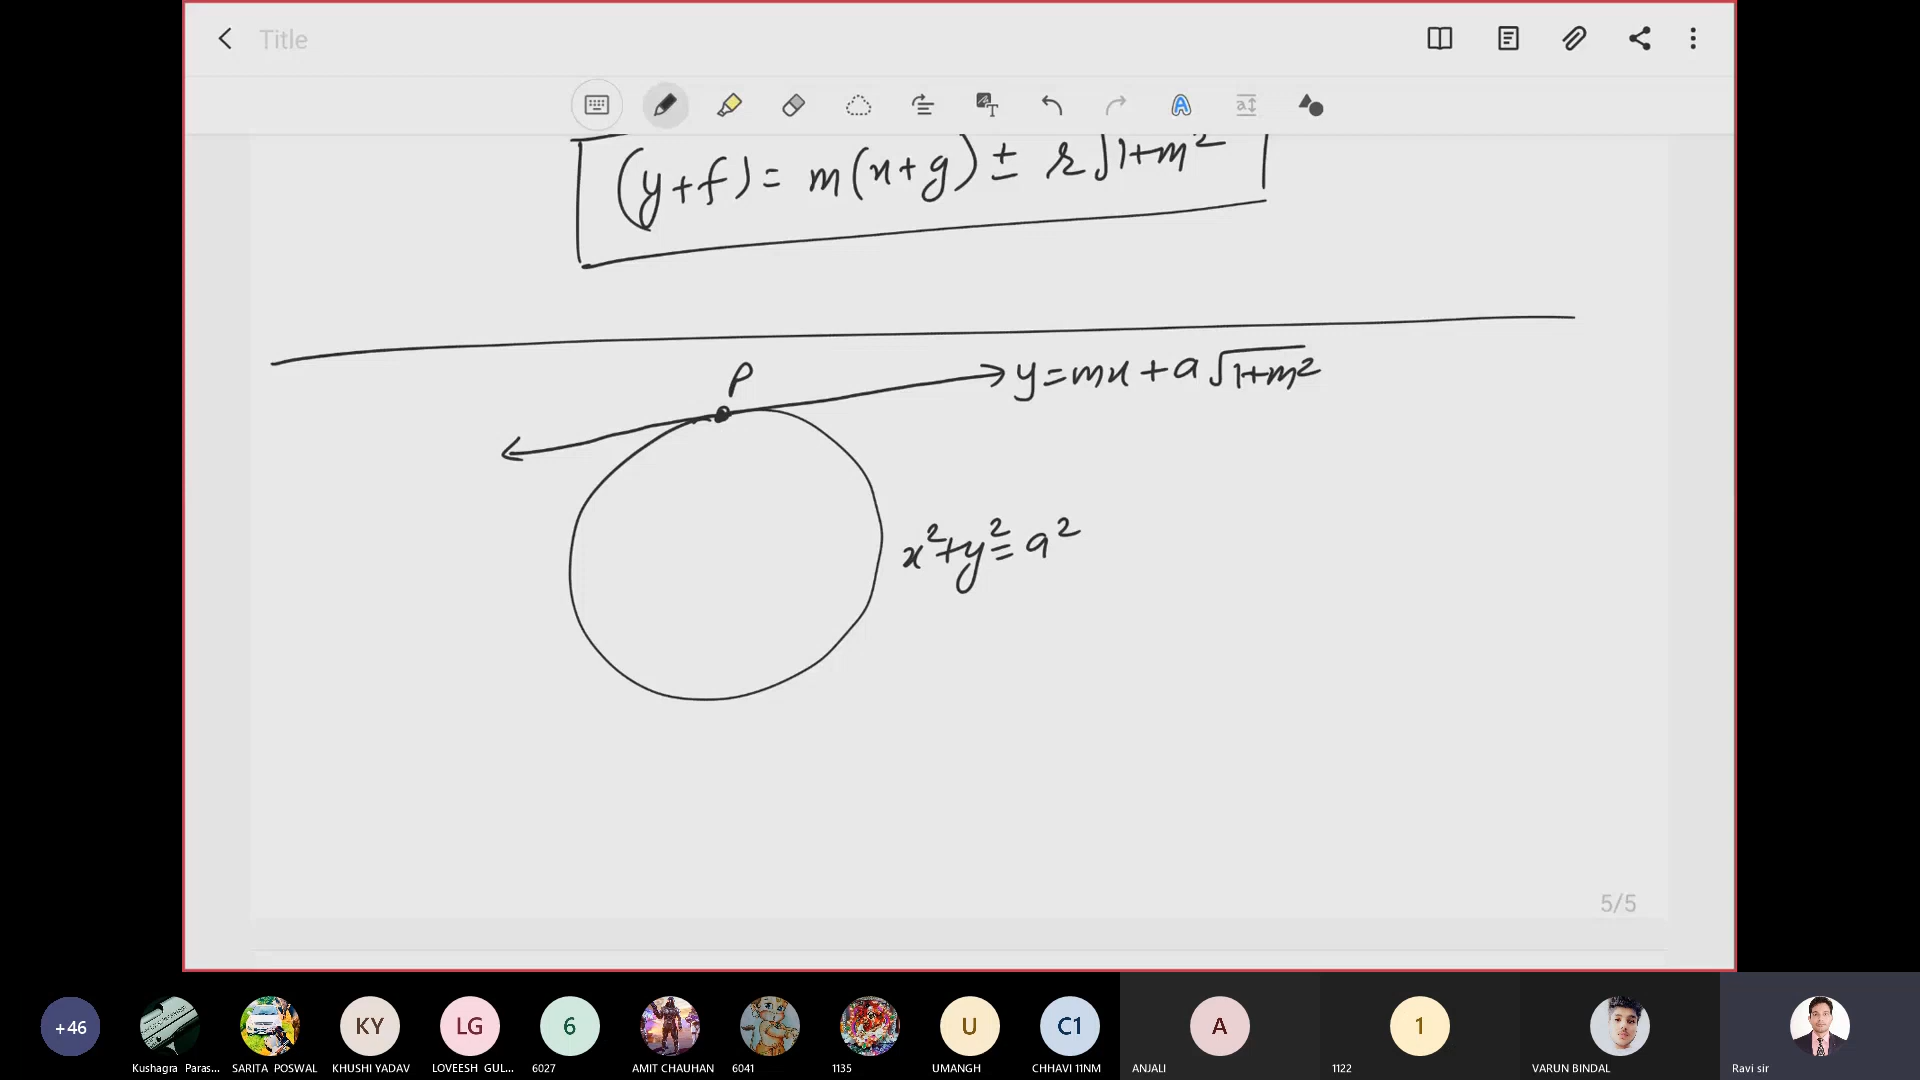 Title
(y+f) = m(x+g) ± r√1+m²
P
y=mx+a√1+m²
x²+y²=a²
5/5
+46
KY
LG
6
U
C1
A
1
Kushagra Paras...
SARITA POSWAL
KHUSHI YADAV
LOVEESH GUL...
6027
AMIT CHAUHAN
6041
1135
UMANGH
CHHAVI 11NM
ANJALI
1122
VARUN BINDAL
Ravi sir